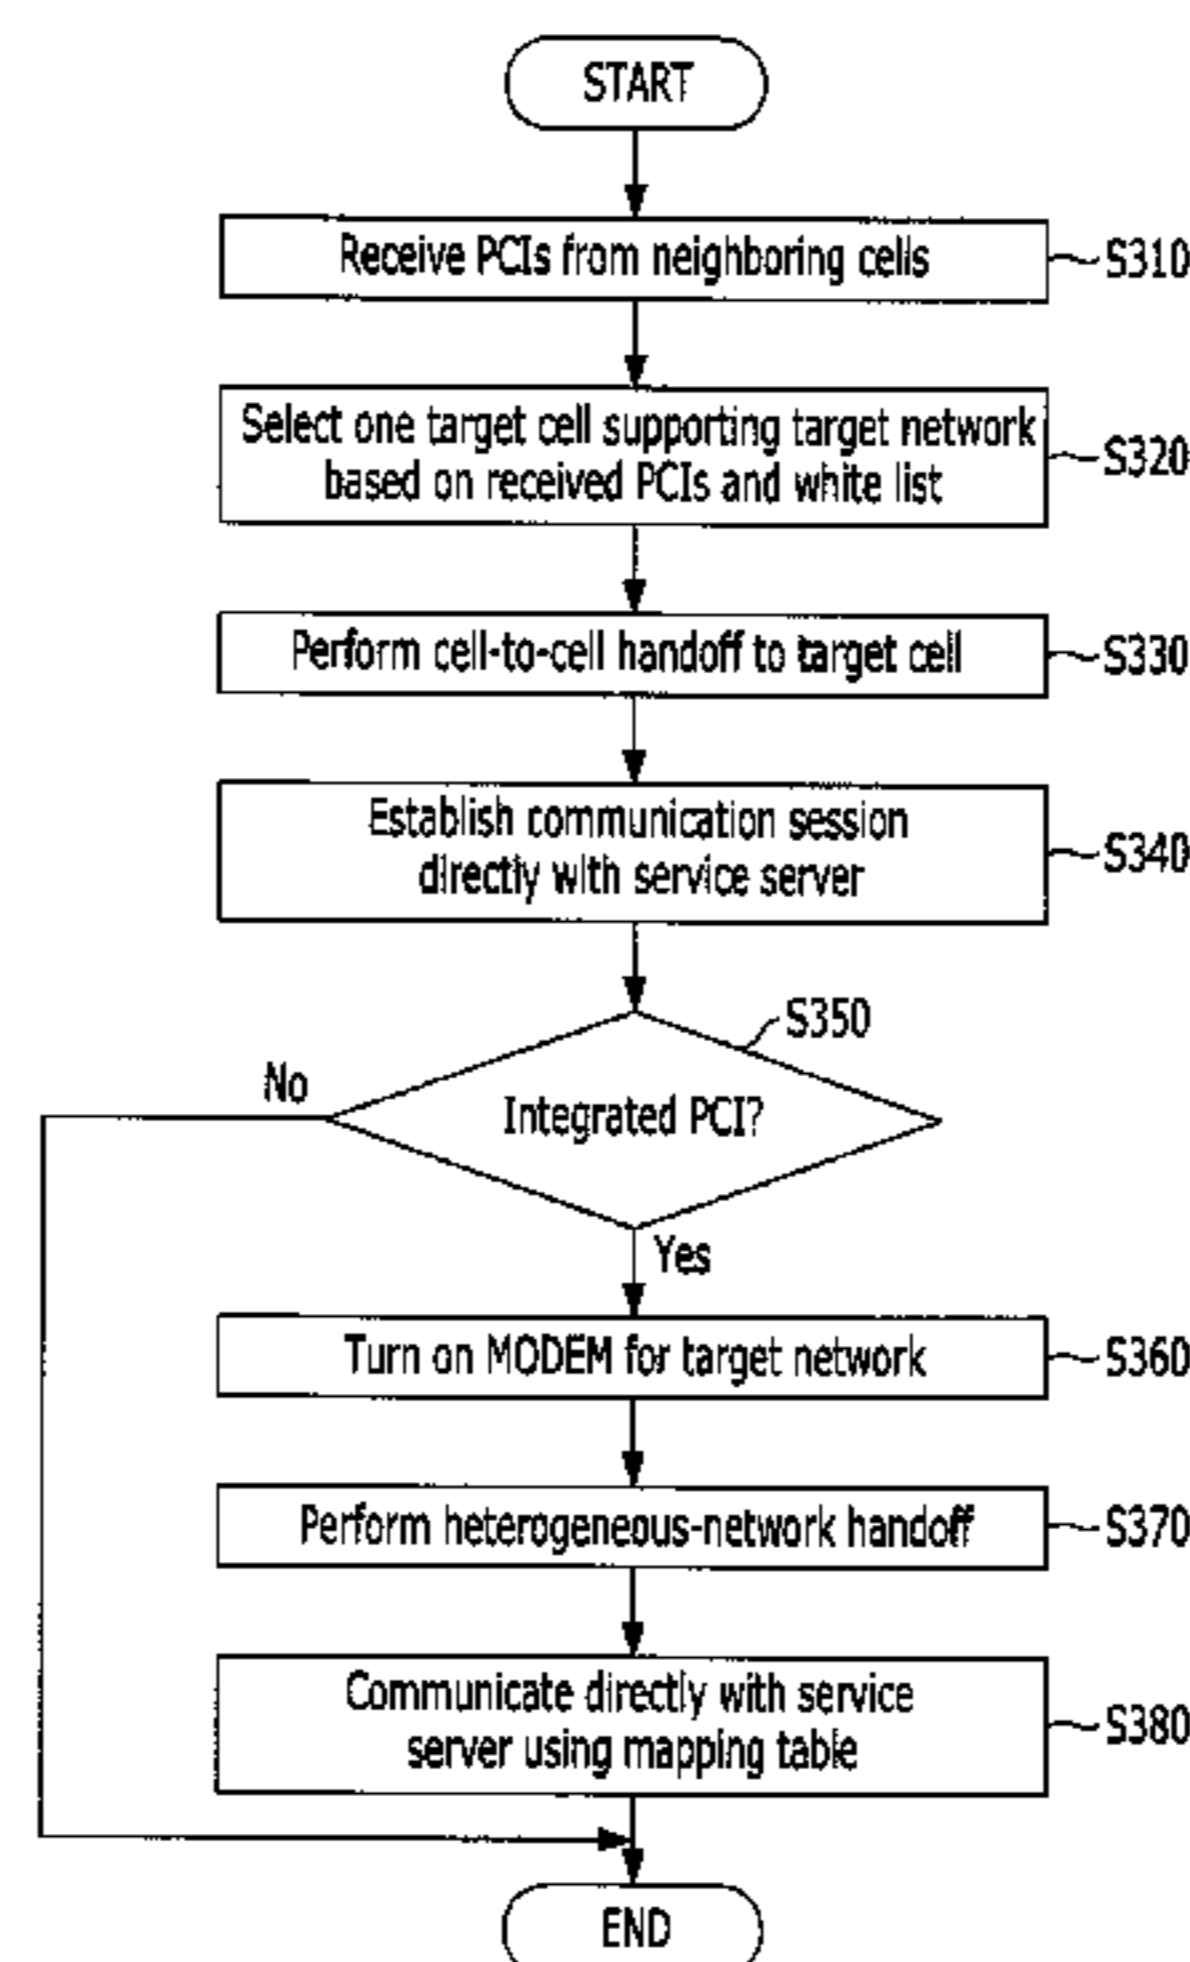 START
Receive PCIs from neighboring cells
S310
Select one target cell supporting target network
based on received PCIs and white list
S320
Perform cell-to-cell handoff to target cell
S330
Establish communication session
directly with service server
S340
S350
No
Integrated PCI?
Yes
Turn on MODEM for target network
S360
Perform heterogeneous-network handoff
S370
Communicate directly with service
server using mapping table
S380
END